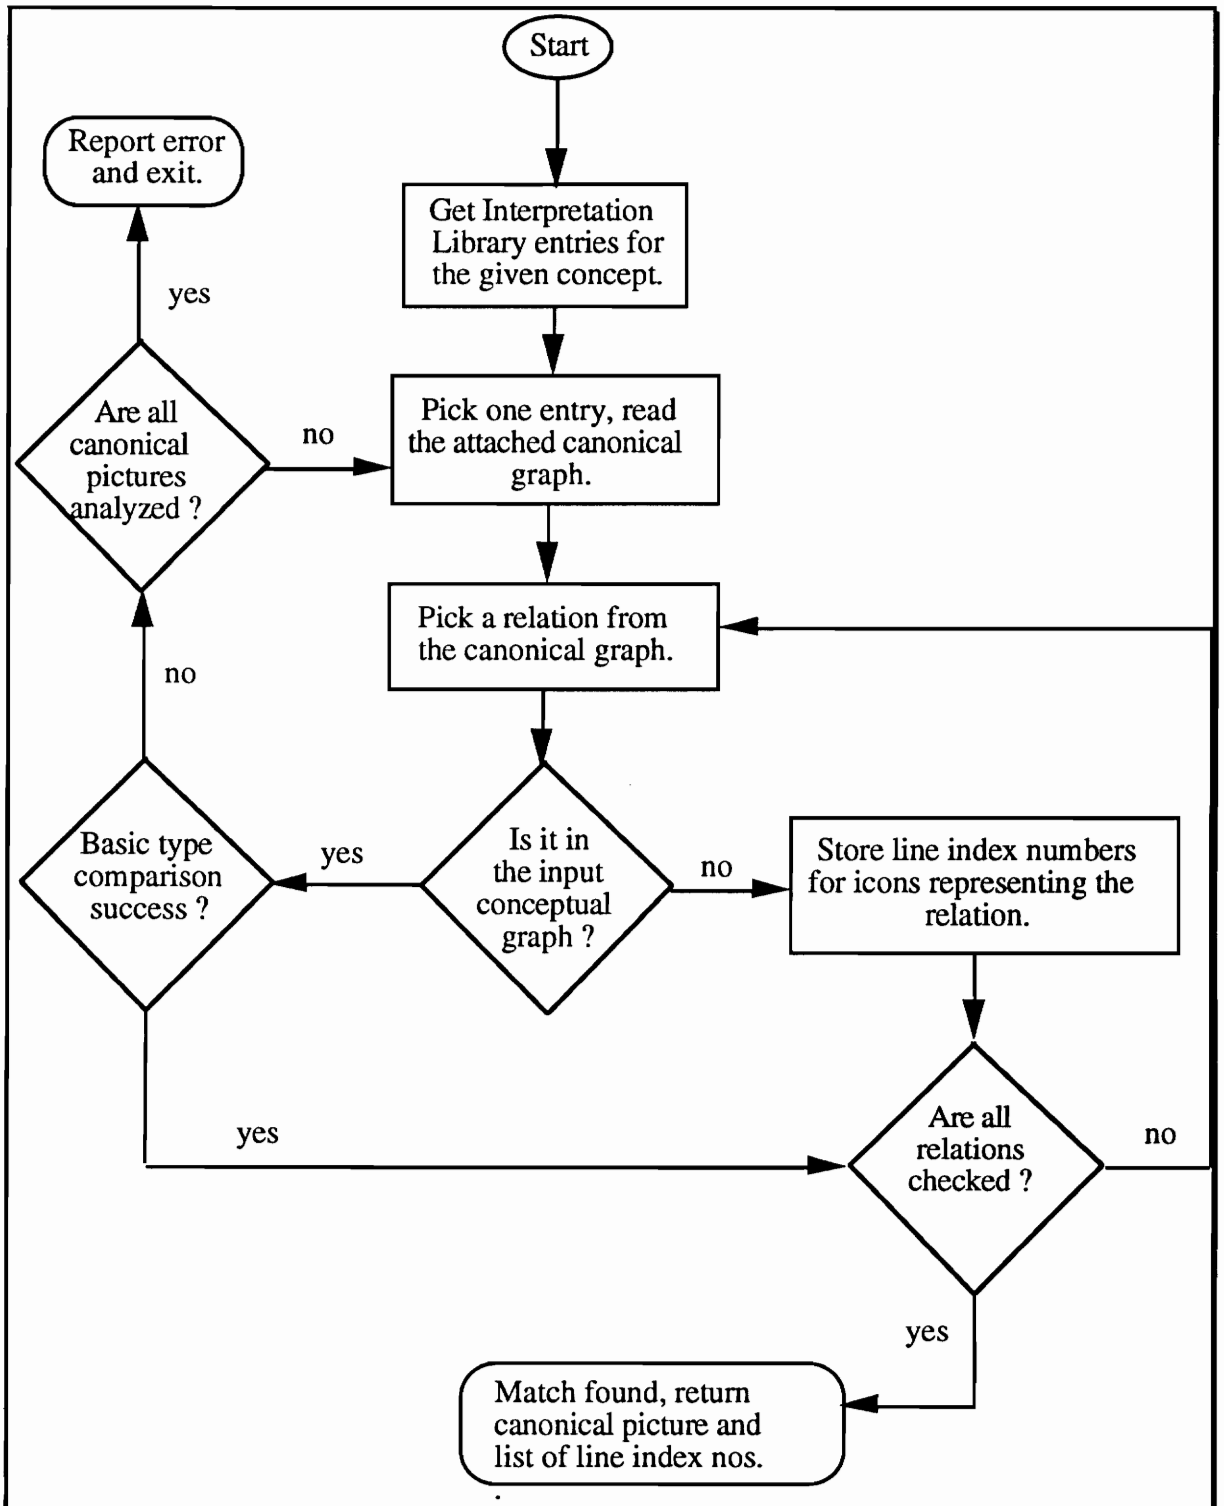 Start
Report error
and exit.
Get Interpretation
Library entries for
the given concept.
yes
Are all
canonical
pictures
analyzed ?
no
Pick one entry, read
the attached canonical
graph.
Pick a relation from
the canonical graph.
no
Basic type
comparison
success ?
yes
Is it in
the input
conceptual
graph ?
no
Store line index numbers
for icons representing the
relation.
yes
Are all
relations
checked ?
no
yes
Match found, return
canonical picture and
list of line index nos.